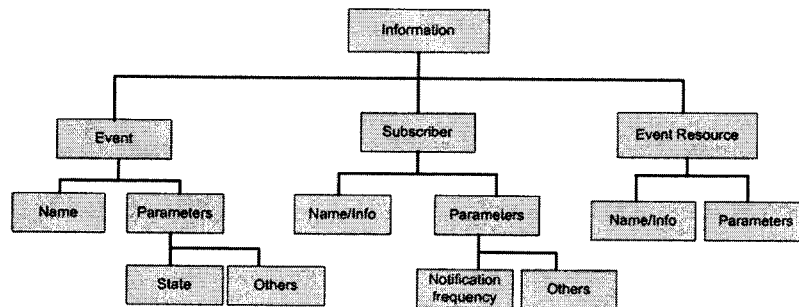 Information
Event
Subscriber
Event Resource
Name
Parameters
Name/Info
Parameters
Name/Info
Parameters
State
Others
Notification
frequency
Others